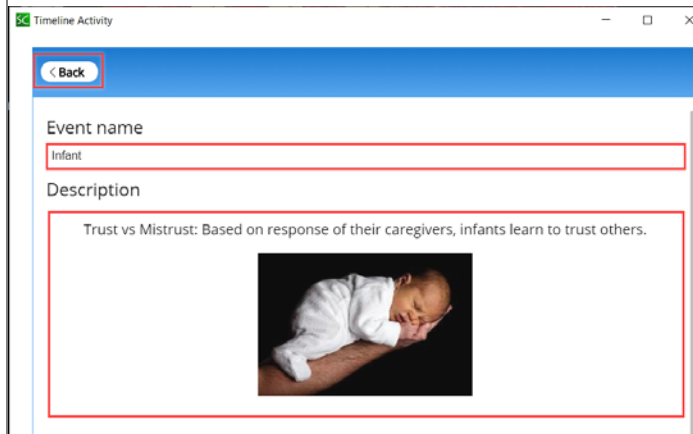 SC Timeline Activity
< Back
Event name
Infant
Description
Trust vs Mistrust: Based on response of their caregivers, infants learn to trust others.